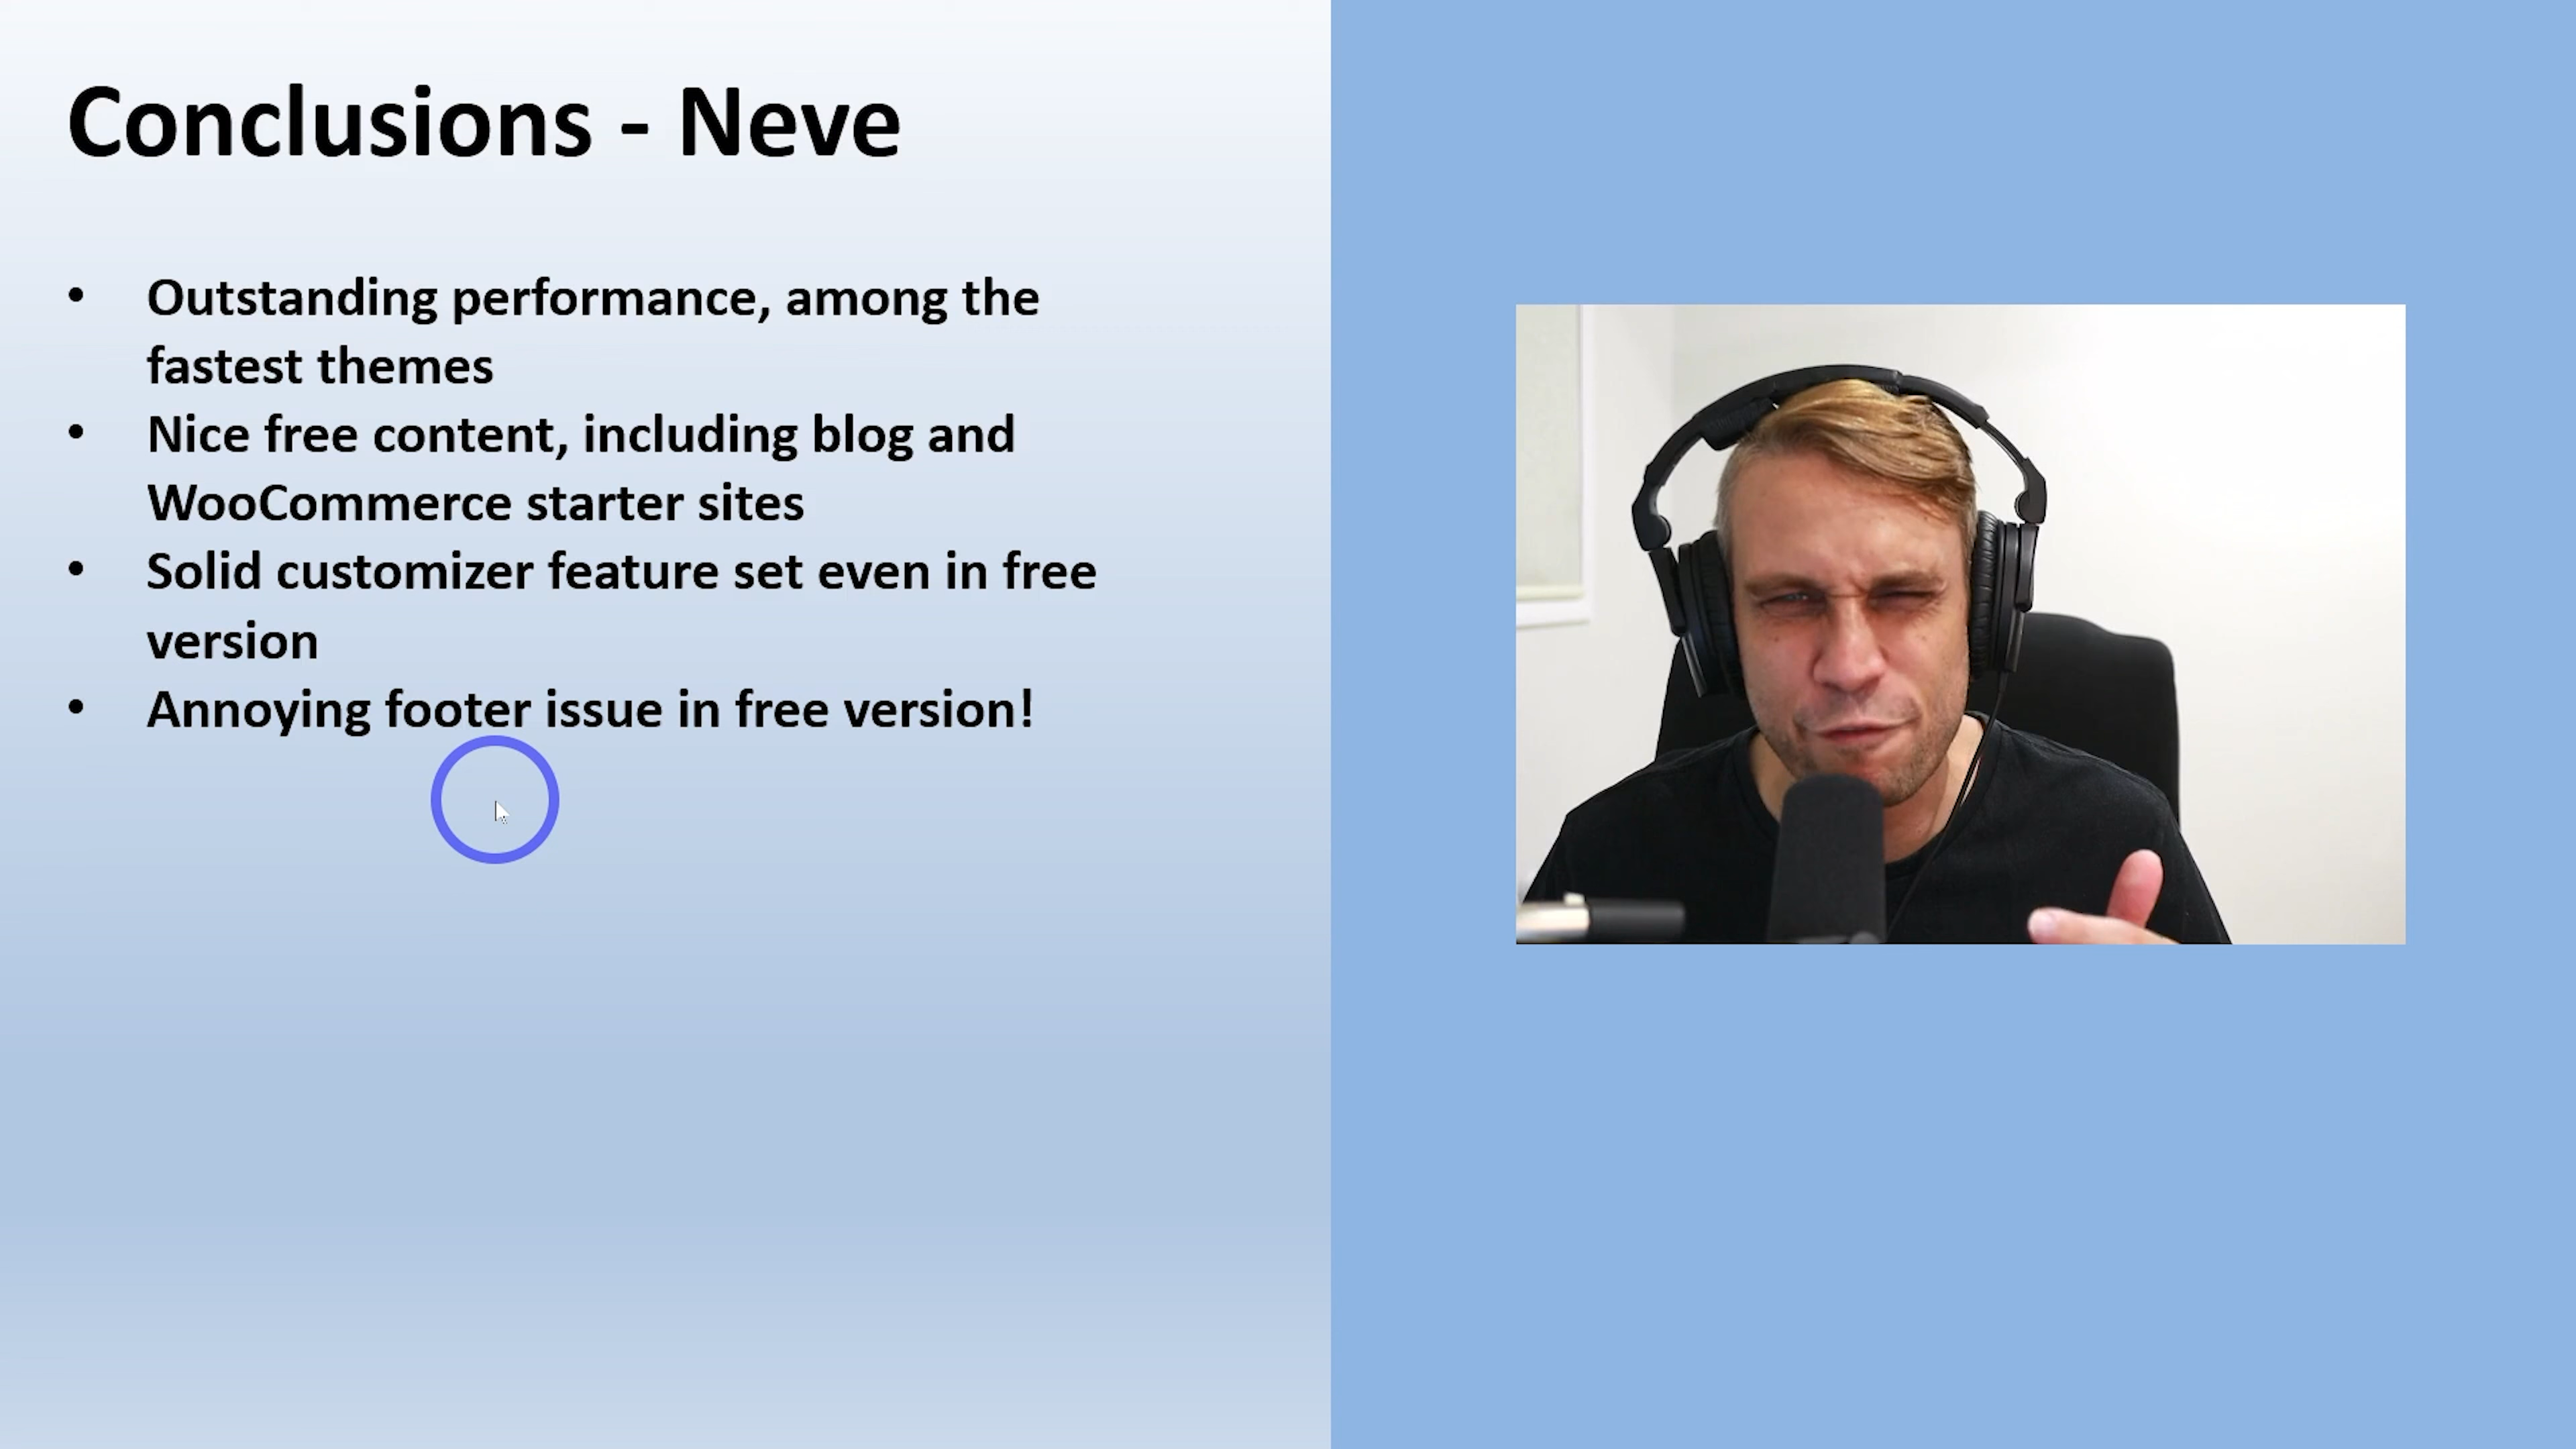 Conclusions - Neve
• Outstanding performance, among the
fastest themes
• Nice free content, including blog and
WooCommerce starter sites
• Solid customizer feature set even in free
version
• Annoying footer issue in free version!